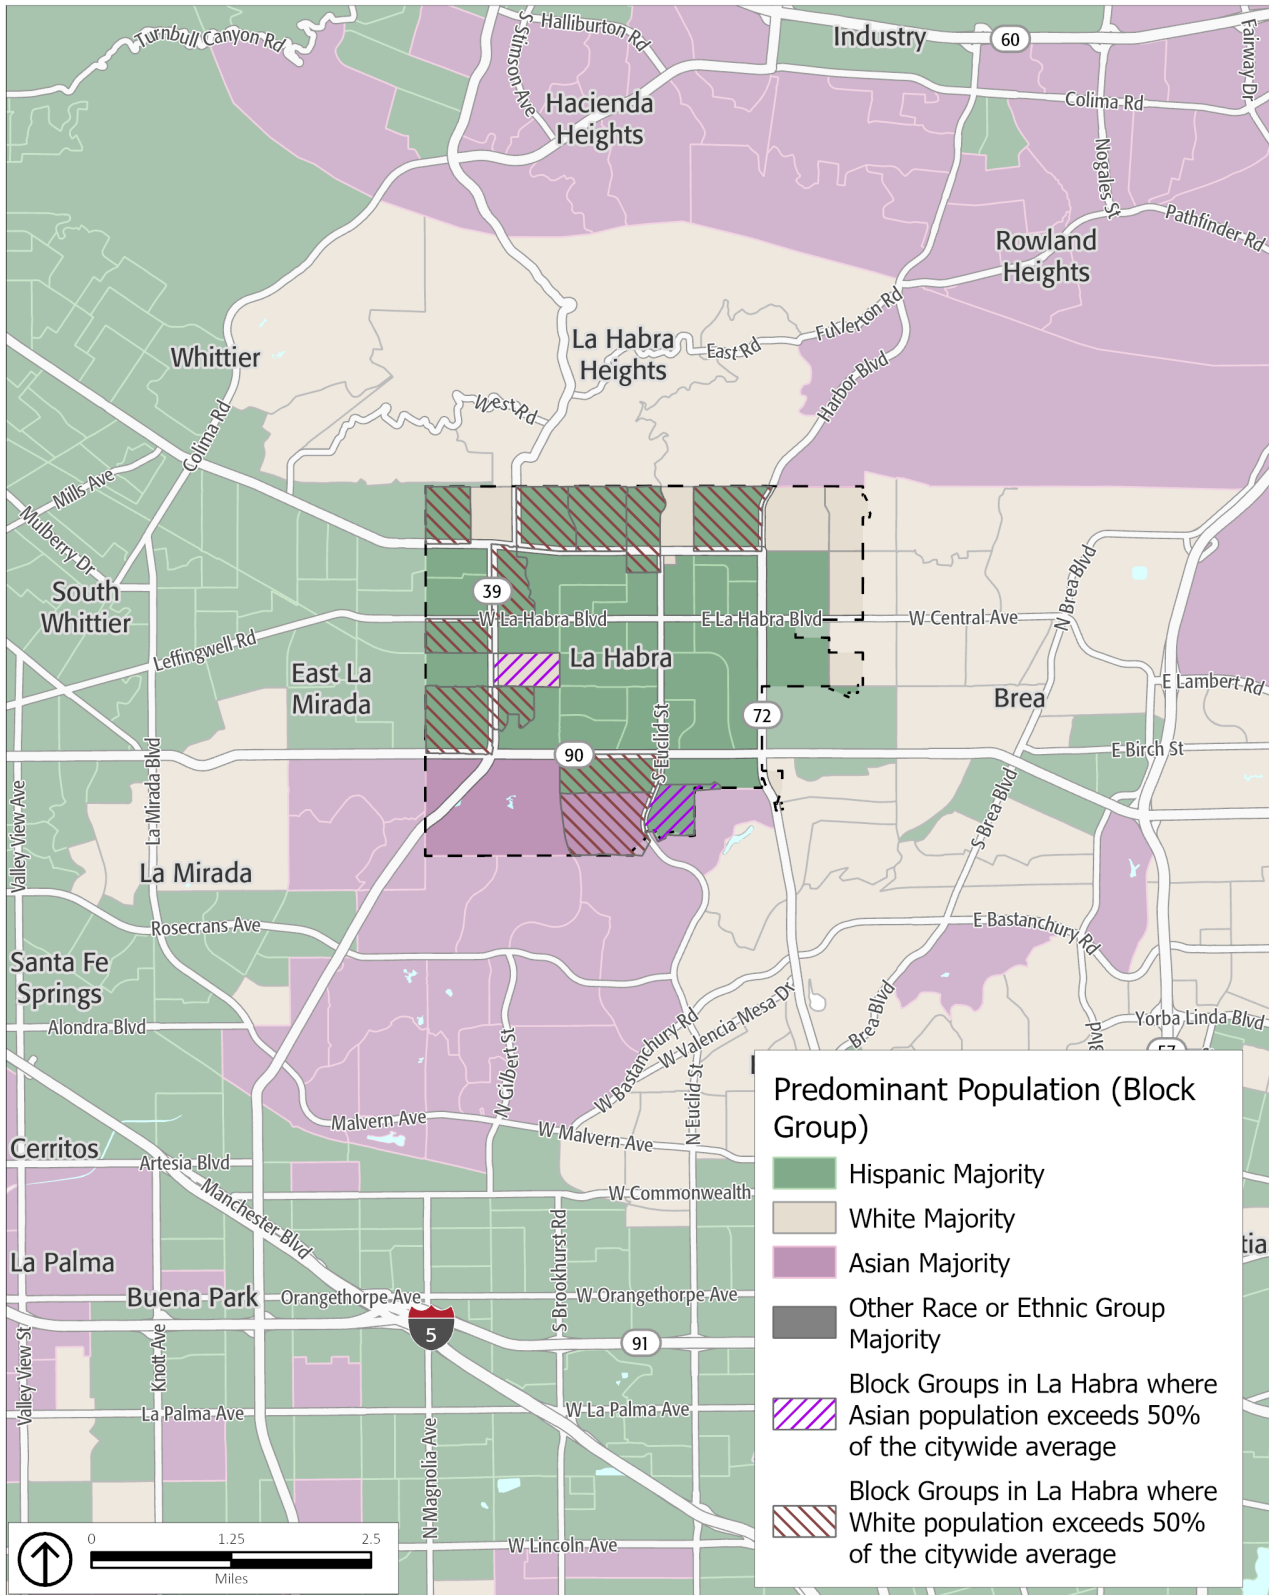 Turnbull Canyon Rd
S Stimson Ave
Halliburton Rd
Industry
60
Fairway Dr
Hacienda
Heights
Colima Rd
Nogales St
Pathfinder Rd
Rowland
Heights
Fullerton Rd
La Habra
Heights
East Rd
Whittier
Harbor Blvd
West Rd
Colima Rd
Mills Ave
Mulberry Dr
South
Whittier
39
W La Habra Blvd
E La Habra Blvd
W Central Ave
N Brea Blvd
Leffingwell Rd
La Habra
East La
Mirada
E Lambert Rd
Brea
72
S Euclid St
90
E Birch St
La Mirada Blvd
Valley View Ave
S Brea Blvd
La Mirada
Rosecrans Ave
E Bastanchury Rd
Santa Fe
Springs
Alondra Blvd
W Valencia Mesa Dr
Brea Blvd
W Bastanchury Rd
Yorba Linda Blvd
Blvd
57
N Gilbert St
N Euclid St
Malvern Ave
W Malvern Ave
Cerritos
Artesia Blvd
Manchester Blvd
W Commonwealth
La Palma
Buena Park
Orangethorpe Ave
S Brookhurst Rd
W Orangethorpe Ave
5
91
Valley View St
Knott Ave
La Palma Ave
W La Palma Ave
N Magnolia Ave
W Lincoln Ave
tia
Predominant Population (Block
Group)
Hispanic Majority
White Majority
Asian Majority
Other Race or Ethnic Group
Majority
Block Groups in La Habra where
Asian population exceeds 50%
of the citywide average
Block Groups in La Habra where
White population exceeds 50%
of the citywide average
0 1.25 2.5
Miles